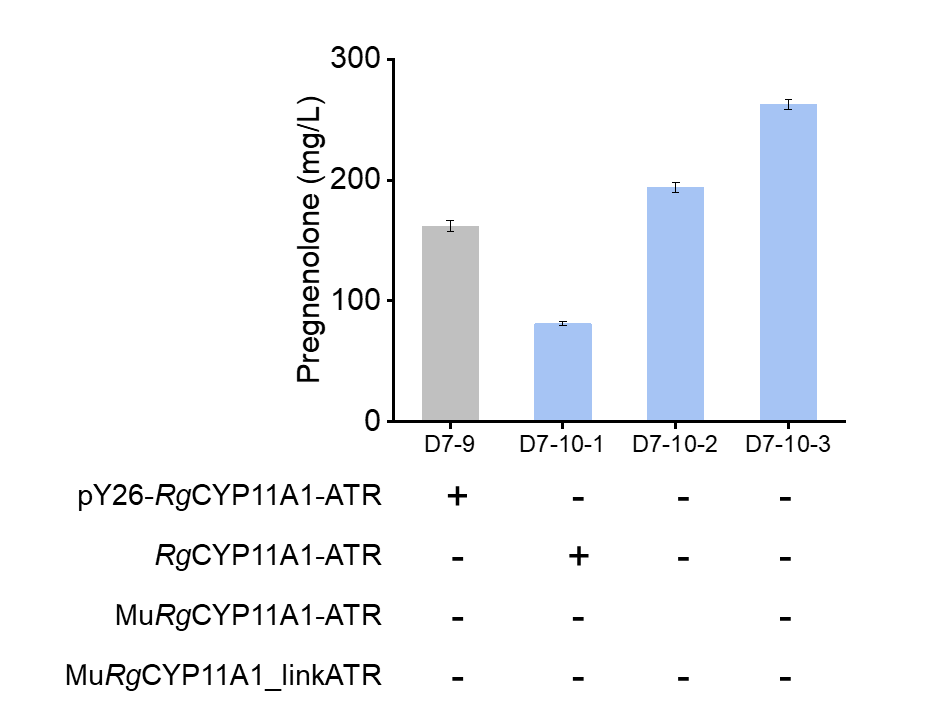 300
200
100
0
Pregnenolone (mg/L)
D7-9 D7-10-1 D7-10-2 D7-10-3
pY26-RgCYP11A1-ATR + - - -
RgCYP11A1-ATR - + - -
MuRgCYP11A1-ATR - - -
MuRgCYP11A1_linkATR - - - -